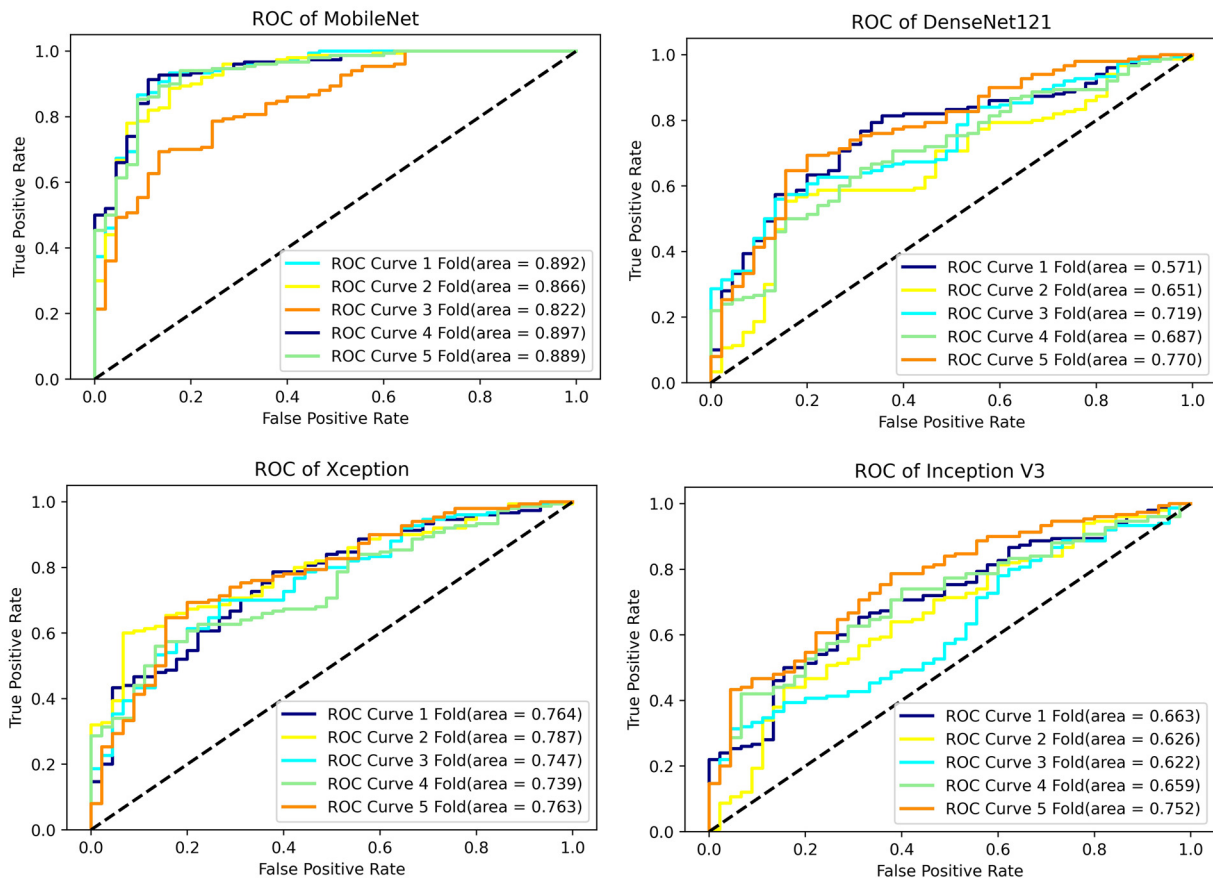 ROC of MobileNet
True Positive Rate
1.0
0.8
0.6
0.4
0.2
0.0
ROC Curve 1 Fold(area = 0.892)
ROC Curve 2 Fold(area = 0.866)
ROC Curve 3 Fold(area = 0.822)
ROC Curve 4 Fold(area = 0.897)
ROC Curve 5 Fold(area = 0.889)
0.0 0.2 0.4 0.6 0.8 1.0
False Positive Rate
ROC of DenseNet121
True Positive Rate
1.0
0.8
0.6
0.4
0.2
0.0
ROC Curve 1 Fold(area = 0.571)
ROC Curve 2 Fold(area = 0.651)
ROC Curve 3 Fold(area = 0.719)
ROC Curve 4 Fold(area = 0.687)
ROC Curve 5 Fold(area = 0.770)
0.0 0.2 0.4 0.6 0.8 1.0
False Positive Rate
ROC of Xception
True Positive Rate
1.0
0.8
0.6
0.4
0.2
0.0
ROC Curve 1 Fold(area = 0.764)
ROC Curve 2 Fold(area = 0.787)
ROC Curve 3 Fold(area = 0.747)
ROC Curve 4 Fold(area = 0.739)
ROC Curve 5 Fold(area = 0.763)
0.0 0.2 0.4 0.6 0.8 1.0
False Positive Rate
ROC of Inception V3
True Positive Rate
1.0
0.8
0.6
0.4
0.2
0.0
ROC Curve 1 Fold(area = 0.663)
ROC Curve 2 Fold(area = 0.626)
ROC Curve 3 Fold(area = 0.622)
ROC Curve 4 Fold(area = 0.659)
ROC Curve 5 Fold(area = 0.752)
0.0 0.2 0.4 0.6 0.8 1.0
False Positive Rate